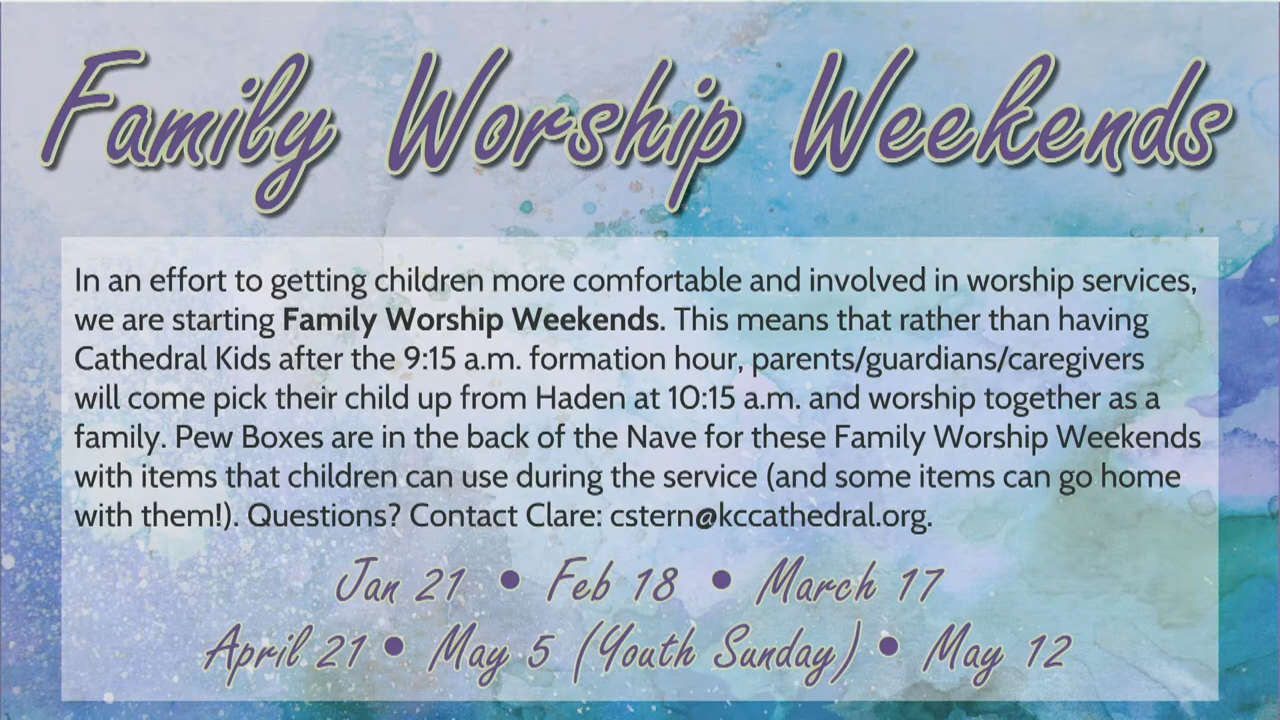 Family Worship Weekends
In an effort to getting children more comfortable and involved in worship services,
we are starting Family Worship Weekends. This means that rather than having
Cathedral Kids after the 9:15 a.m. formation hour, parents/guardians/caregivers
will come pick their child up from Haden at 10:15 a.m. and worship together as a
family. Pew Boxes are in the back of the Nave for these Family Worship Weekends
with items that children can use during the service (and some items can go home
with them!). Questions? Contact Clare: cstern@kccathedral.org.
Jan 21 • Feb 18 • March 17
April 21 • May 5 (Youth Sunday) • May 12